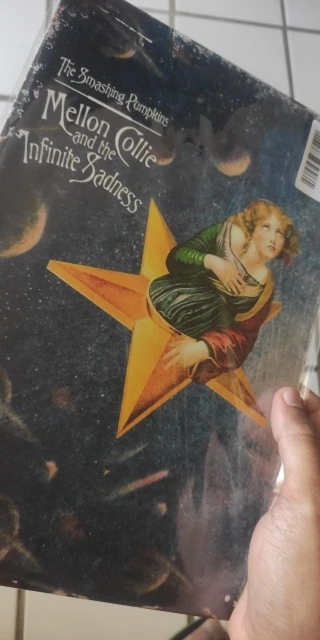 The Smashing Pumpkins
Mellon Collie
and the
Infinite Sadness